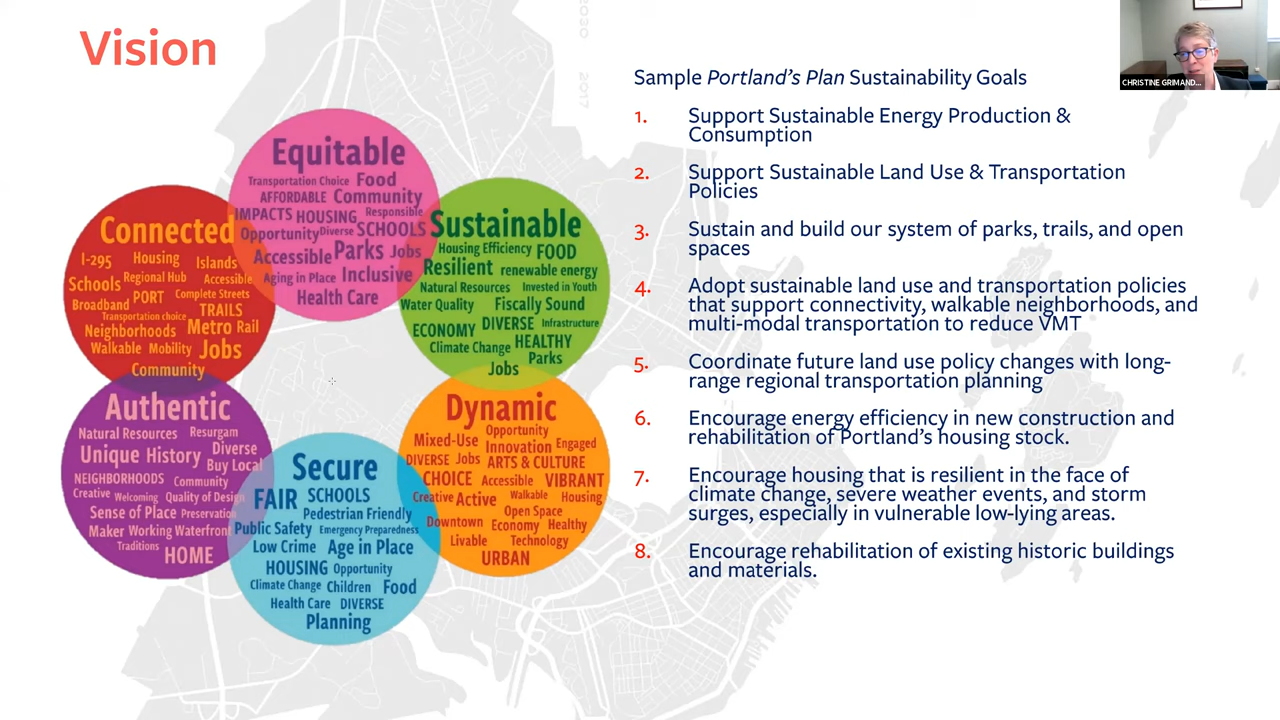 Vision
2030
2017
CHRISTINE GRIMAND...
Sample Portland's Plan Sustainability Goals
1. Support Sustainable Energy Production &
Consumption
2. Support Sustainable Land Use & Transportation
Policies
3. Sustain and build our system of parks, trails, and open
spaces
4. Adopt sustainable land use and transportation policies
that support connectivity, walkable neighborhoods, and
multi-modal transportation to reduce VMT
5. Coordinate future land use policy changes with long-
range regional transportation planning
6. Encourage energy efficiency in new construction and
rehabilitation of Portland's housing stock.
7. Encourage housing that is resilient in the face of
climate change, severe weather events, and storm
surges, especially in vulnerable low-lying areas.
8. Encourage rehabilitation of existing historic buildings
and materials.
Equitable
Transportation Choice Food
AFFORDABLE Community
IMPACTS HOUSING Responsible
Opportunity Diverse SCHOOLS
Accessible Parks Jobs
Aging in Place Inclusive
Health Care
Connected
I-295 Housing Islands
Schools Regional Hub Accessible
Broadband PORT Complete Streets
Transportation choice TRAILS
Neighborhoods Metro Rail
Walkable Mobility Jobs
Community
Sustainable
Housing Efficiency FOOD
Resilient renewable energy
Natural Resources Invested in Youth
Water Quality Fiscally Sound
ECONOMY DIVERSE Infrastructure
Climate Change HEALTHY
Parks
Jobs
Authentic
Natural Resources Resurgam
Unique History Diverse
Buy Local
NEIGHBORHOODS Community
Creative Welcoming Quality of Design
Sense of Place Preservation
Maker Working Waterfront
Traditions HOME
Secure
FAIR SCHOOLS
Pedestrian Friendly
Public Safety Emergency Preparedness
Low Crime Age in Place
HOUSING Opportunity
Climate Change Children Food
Health Care DIVERSE
Planning
Dynamic
Opportunity
Mixed-Use Innovation Engaged
DIVERSE Jobs ARTS & CULTURE
CHOICE Accessible VIBRANT
Creative Active Walkable Housing
Open Space
Downtown Economy Healthy
Livable Technology
URBAN